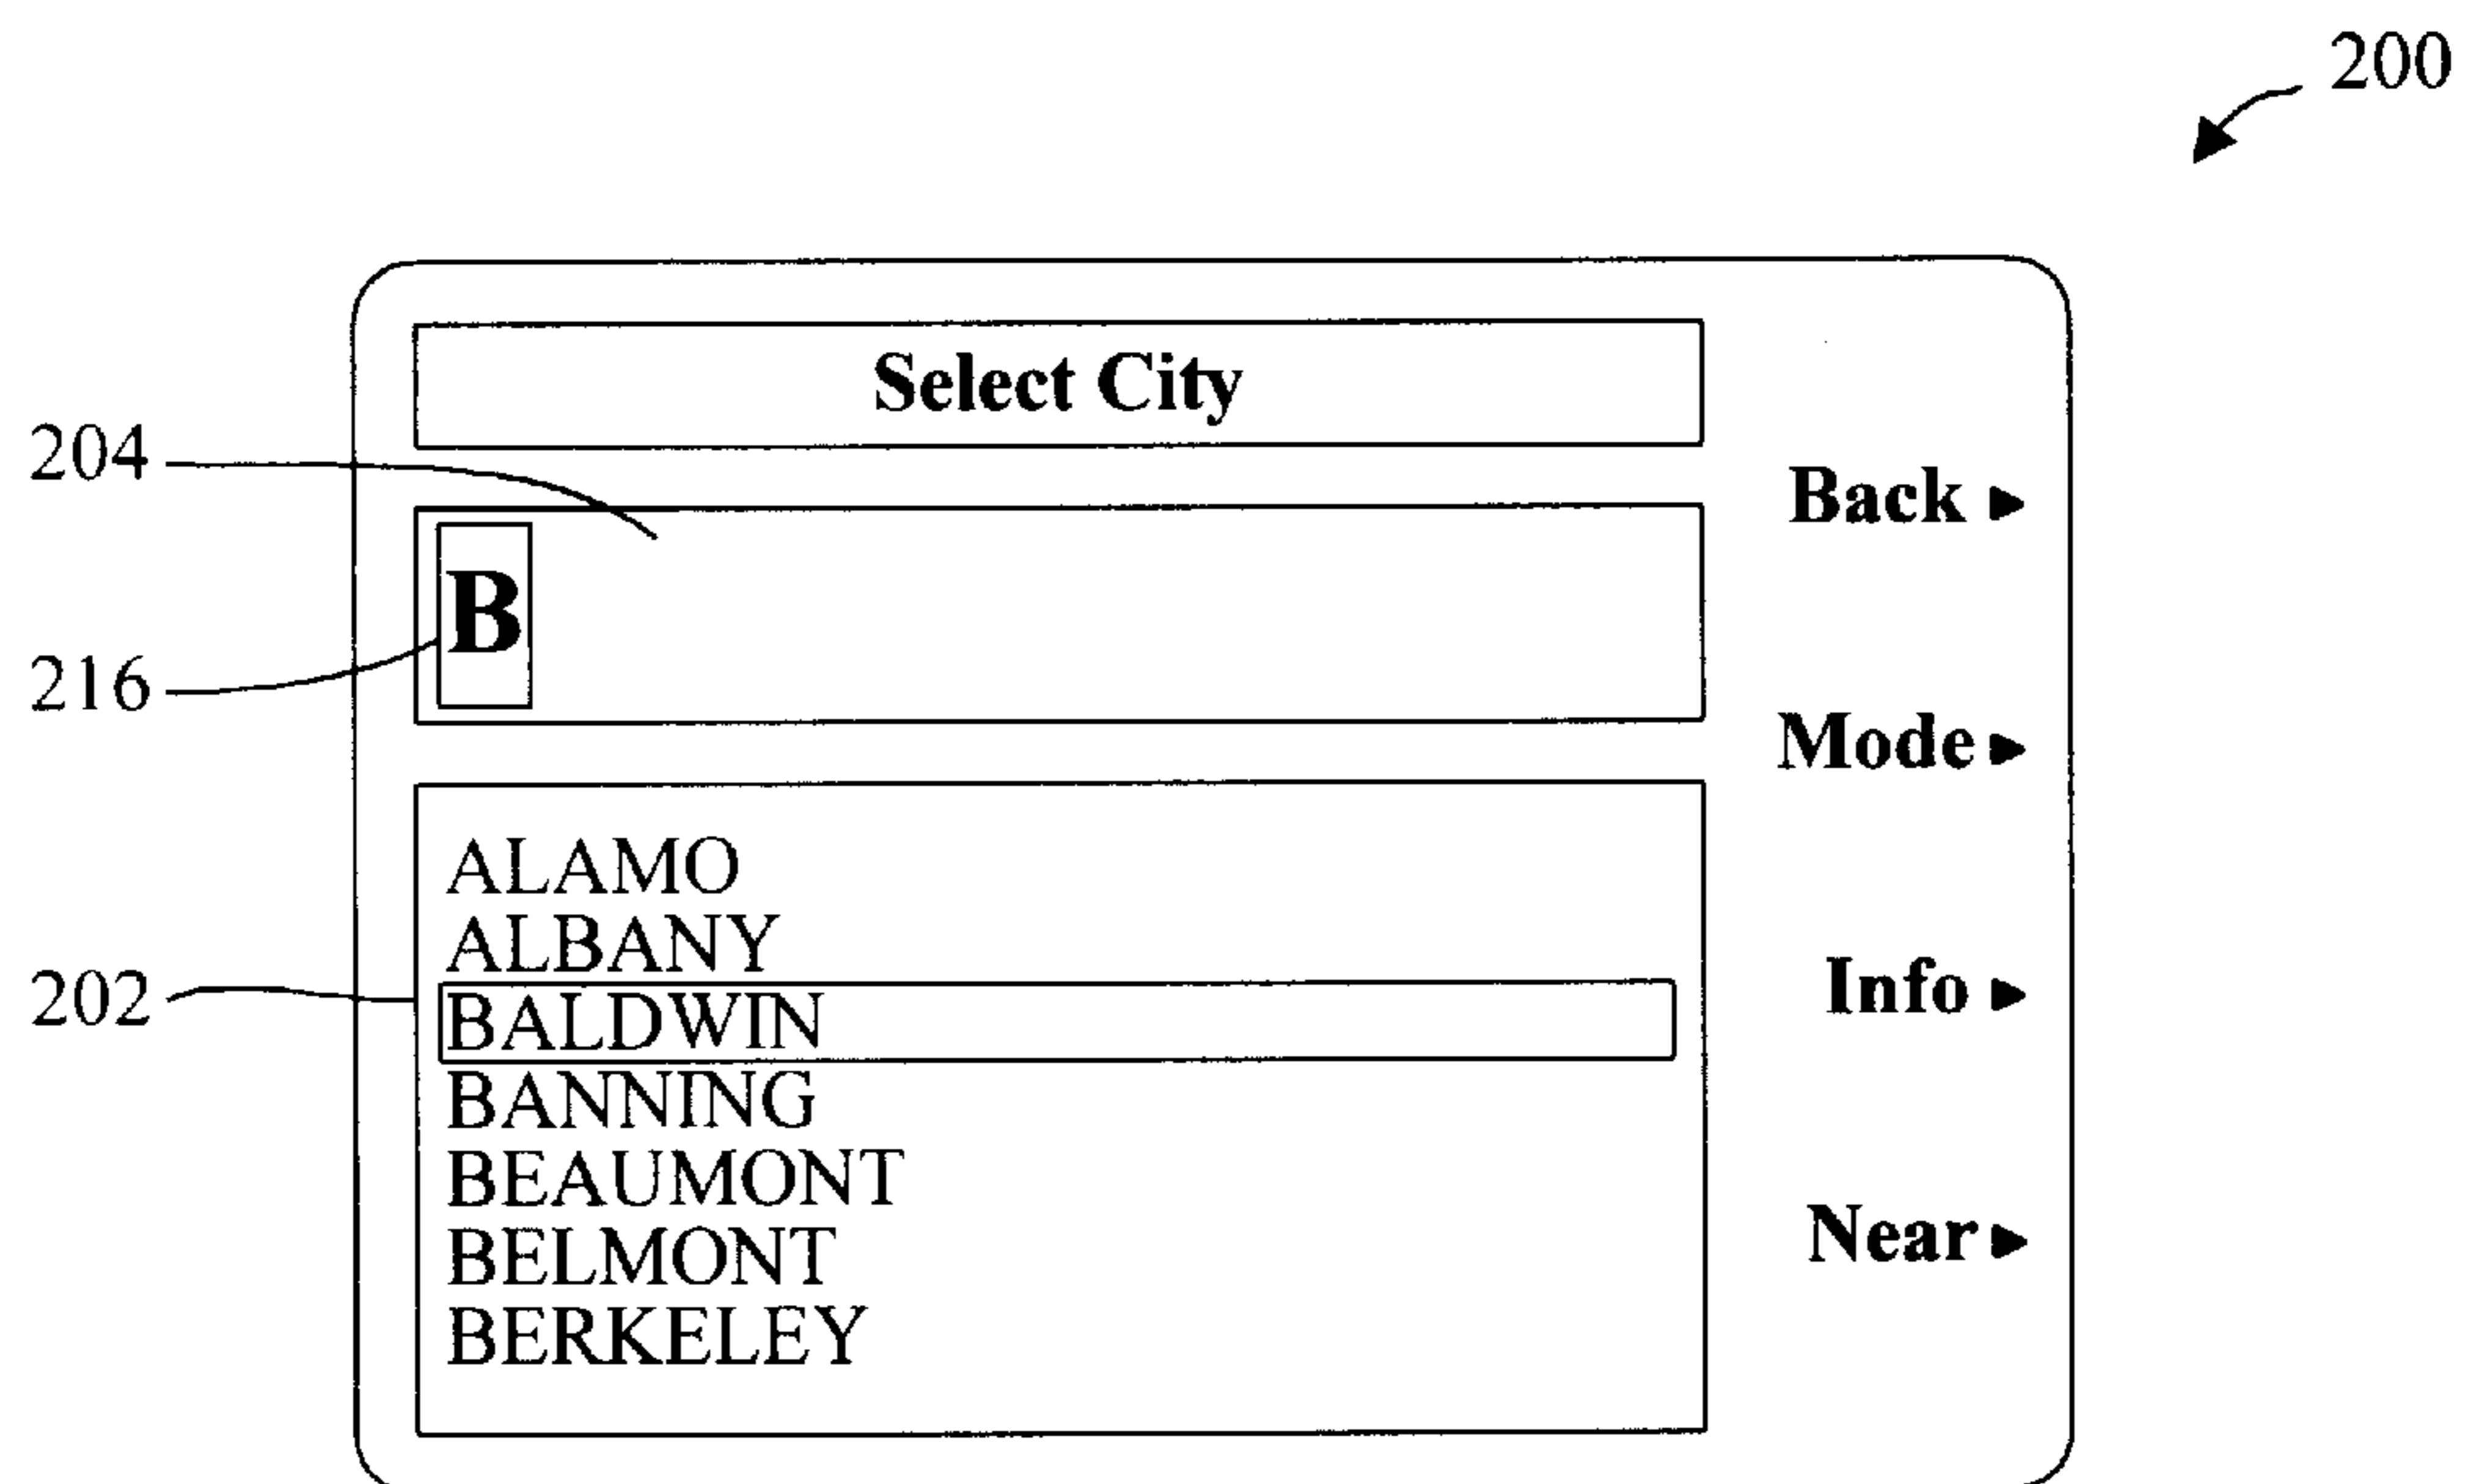 200
Select City
204
Back ▶
B
216
Mode ▶
ALAMO
ALBANY
202
BALDWIN
Info ▶
BANNING
BEAUMONT
BELMONT
Near ▶
BERKELEY